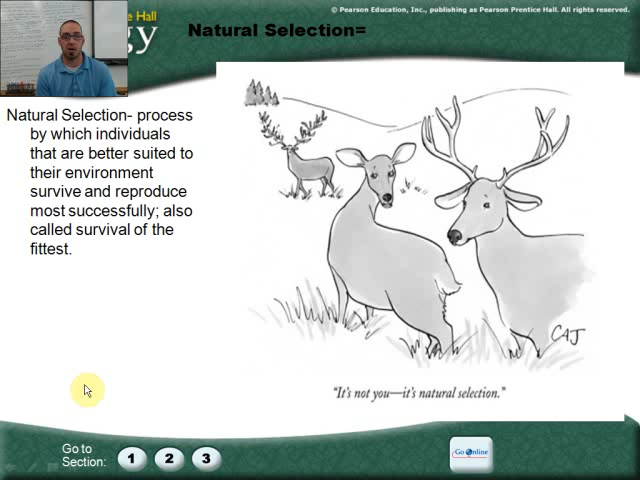 ce Hall
gy
© Pearson Education, Inc., publishing as Pearson Prentice Hall. All rights reserved.
Natural Selection=
Natural Selection- process
by which individuals
that are better suited to
their environment
survive and reproduce
most successfully; also
called survival of the
fittest.
CAJ
“It's not you—it's natural selection.”
Go to
Section:
1 2 3
Go Online